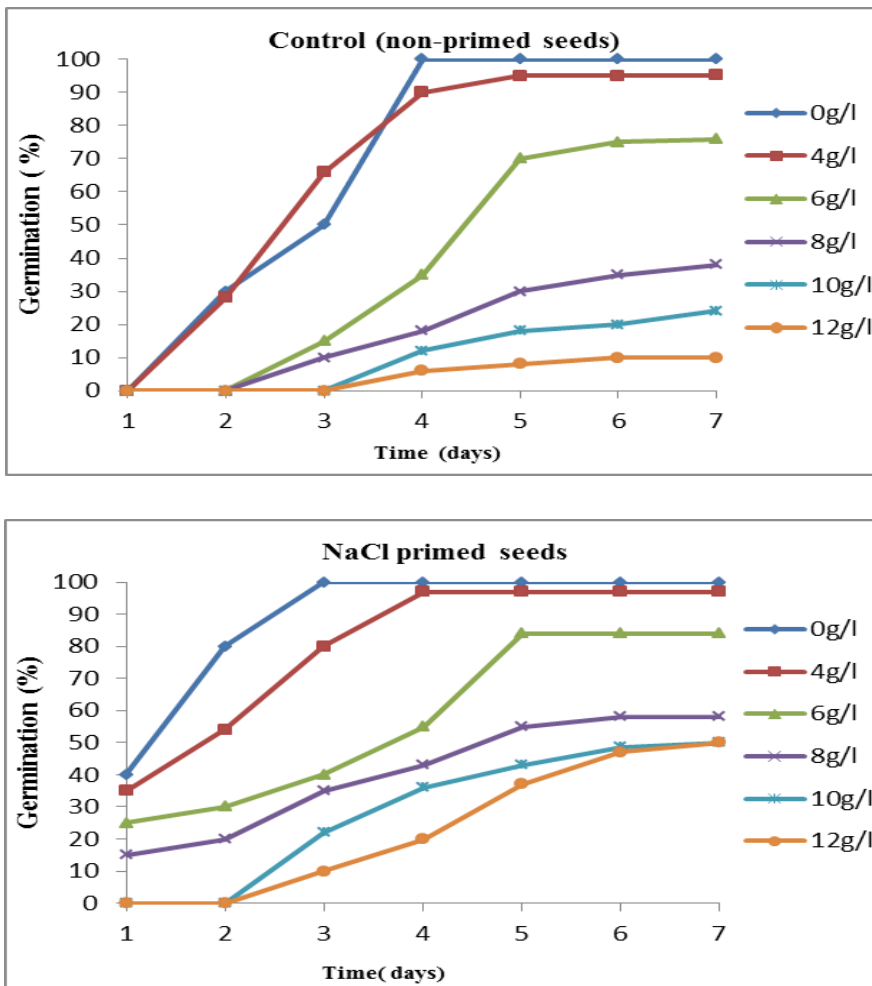 Control (non-primed seeds)
Germination ( %)
100
90
80
70
60
50
40
30
20
10
0
1 2 3 4 5 6 7
Time (days)
0g/l
4g/l
6g/l
8g/l
10g/l
12g/l
NaCl primed seeds
Germination (%)
100
90
80
70
60
50
40
30
20
10
0
1 2 3 4 5 6 7
Time( days)
0g/l
4g/l
6g/l
8g/l
10g/l
12g/l